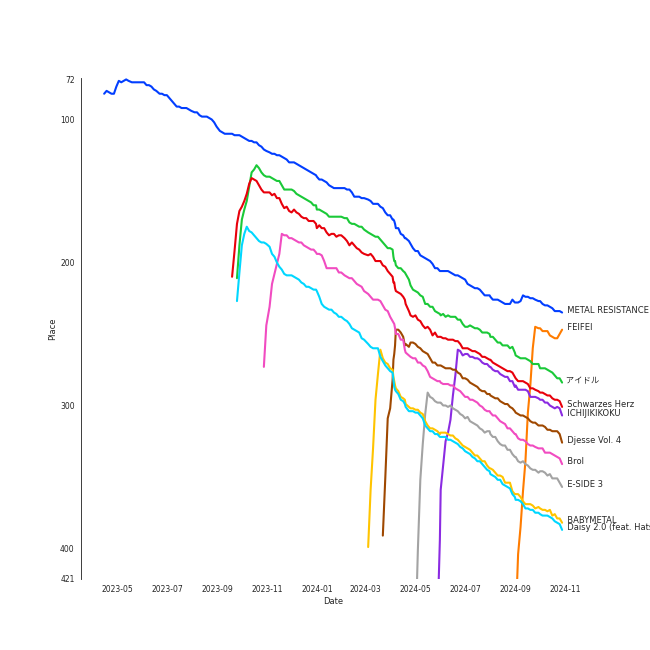 72
100
200
300
400
421
Place
2023-05
2023-07
2023-09
2023-11
2024-01
2024-03
2024-05
2024-07
2024-09
2024-11
Date
METAL RESISTANCE
FEIFEI
アイドル
Schwarzes Herz
ICHIJIKIKOKU
Djesse Vol. 4
Brol
E-SIDE 3
BABYMETAL
Daisy 2.0 (feat. Hats